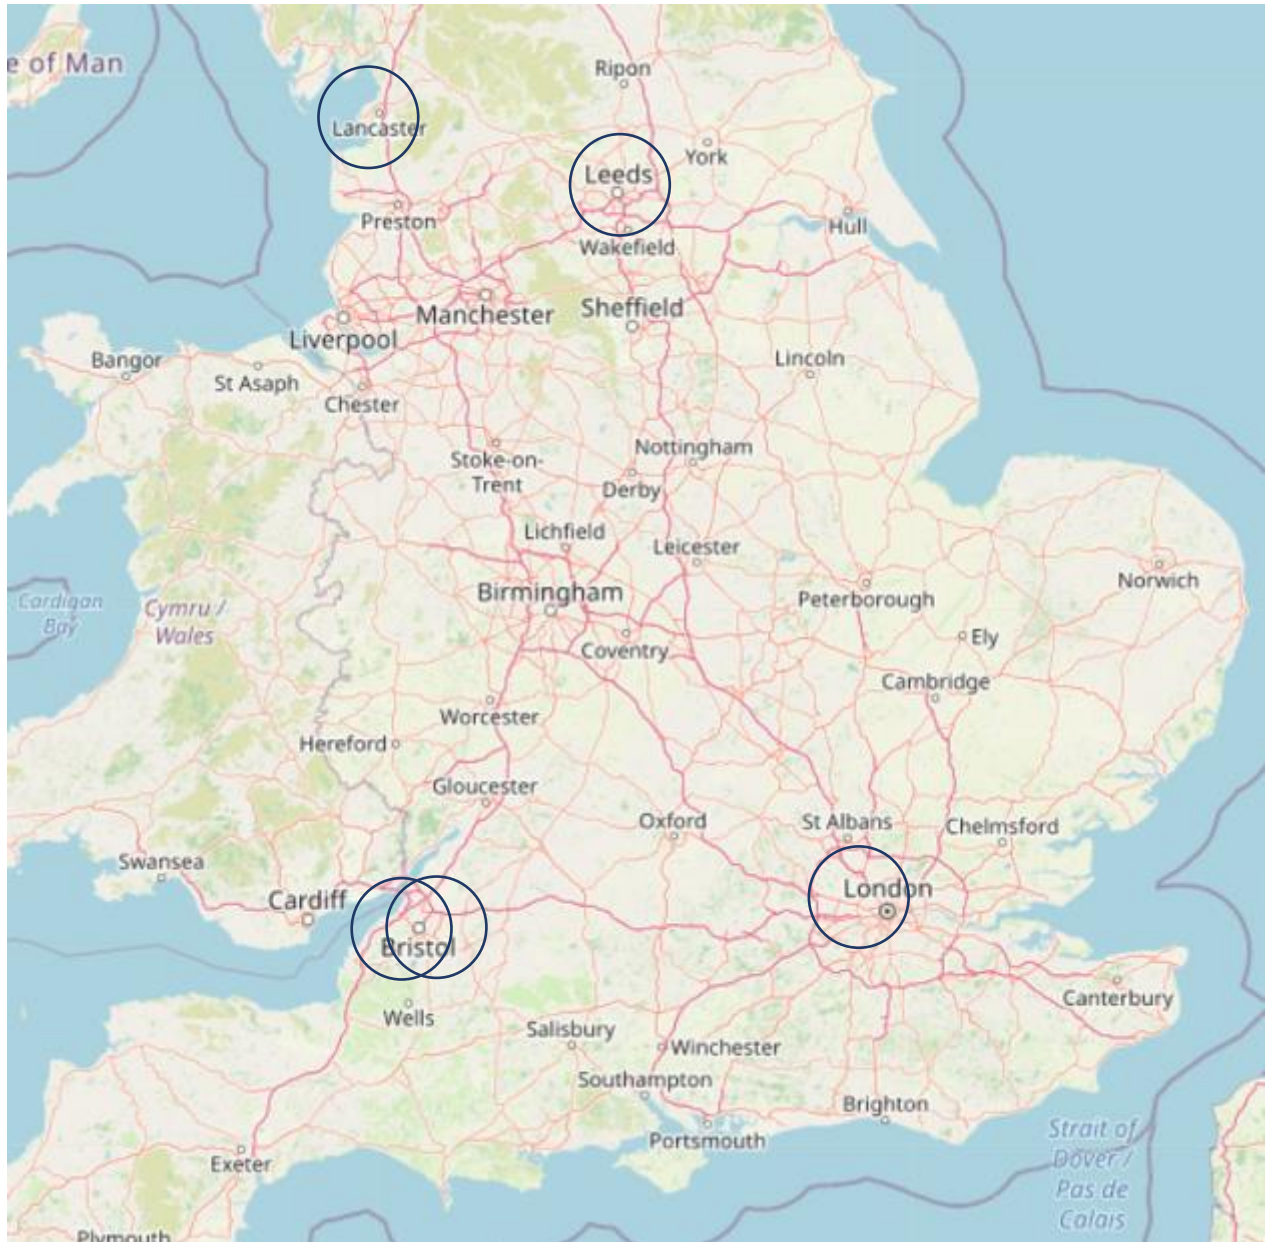 e of Man
Ripon
Lancaster
York
Leeds
Preston
Hull
Wakefield
Manchester
Sheffield
Liverpool
Bangor
St Asaph
Lincoln
Chester
Nottingham
Stoke-on-
Trent
Derby
Lichfield
Leicester
Norwich
Birmingham
Peterborough
Cardigan
Bay
Cymru /
Wales
Ely
Coventry
Cambridge
Worcester
Hereford
Gloucester
Oxford
St Albans
Chelmsford
Swansea
London
Cardiff
Bristol
Canterbury
Wells
Salisbury
Winchester
Southampton
Brighton
Portsmouth
Strait of
Dover /
Pas de
Calais
Exeter
Plymouth